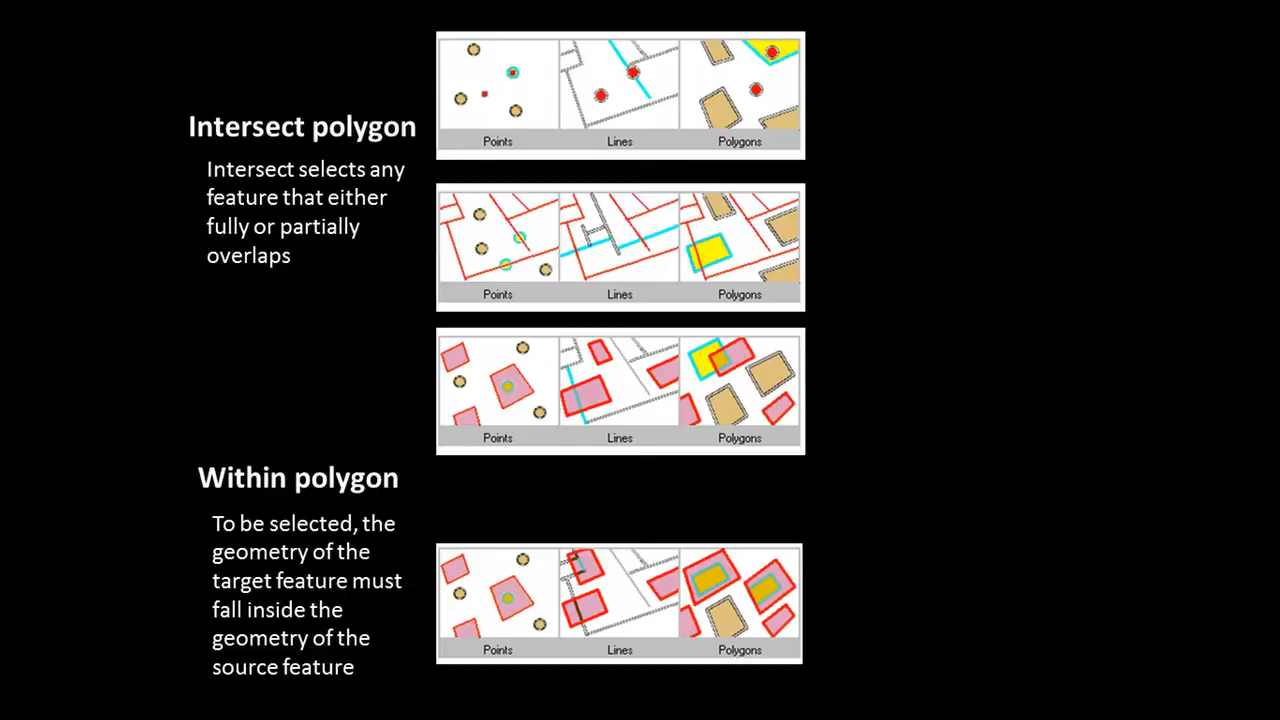 Intersect polygon
Intersect selects any
feature that either
fully or partially
overlaps
Points Lines Polygons
Points Lines Polygons
Points Lines Polygons
Within polygon
To be selected, the
geometry of the
target feature must
fall inside the
geometry of the
source feature
Points Lines Polygons